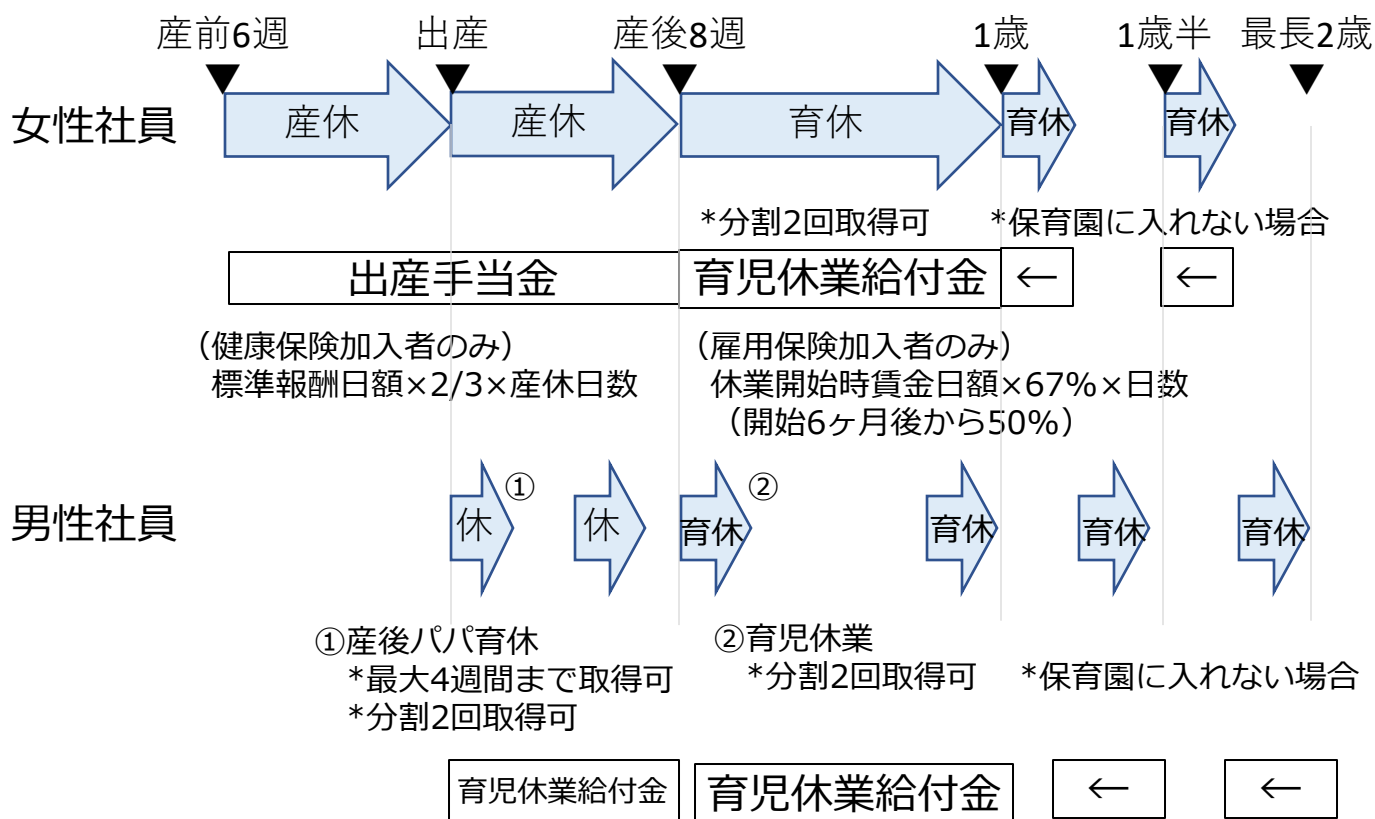 産前6週 出産 産後8週 1歳 1歳半 最長2歳
女性社員 産休 産休 育休 育休 育休
*分割2回取得可 *保育園に入れない場合
出産手当金 育児休業給付金 ← ←
（健康保険加入者のみ） （雇用保険加入者のみ）
標準報酬日額×2/3×産休日数 休業開始時賃金日額×67%×日数
（開始6ヶ月後から50%）
① ②
男性社員 休 休 育休 育休 育休 育休
①産後パパ育休 ②育児休業
*最大4週間まで取得可 *分割2回取得可 *保育園に入れない場合
*分割2回取得可
育児休業給付金 育児休業給付金 ← ←